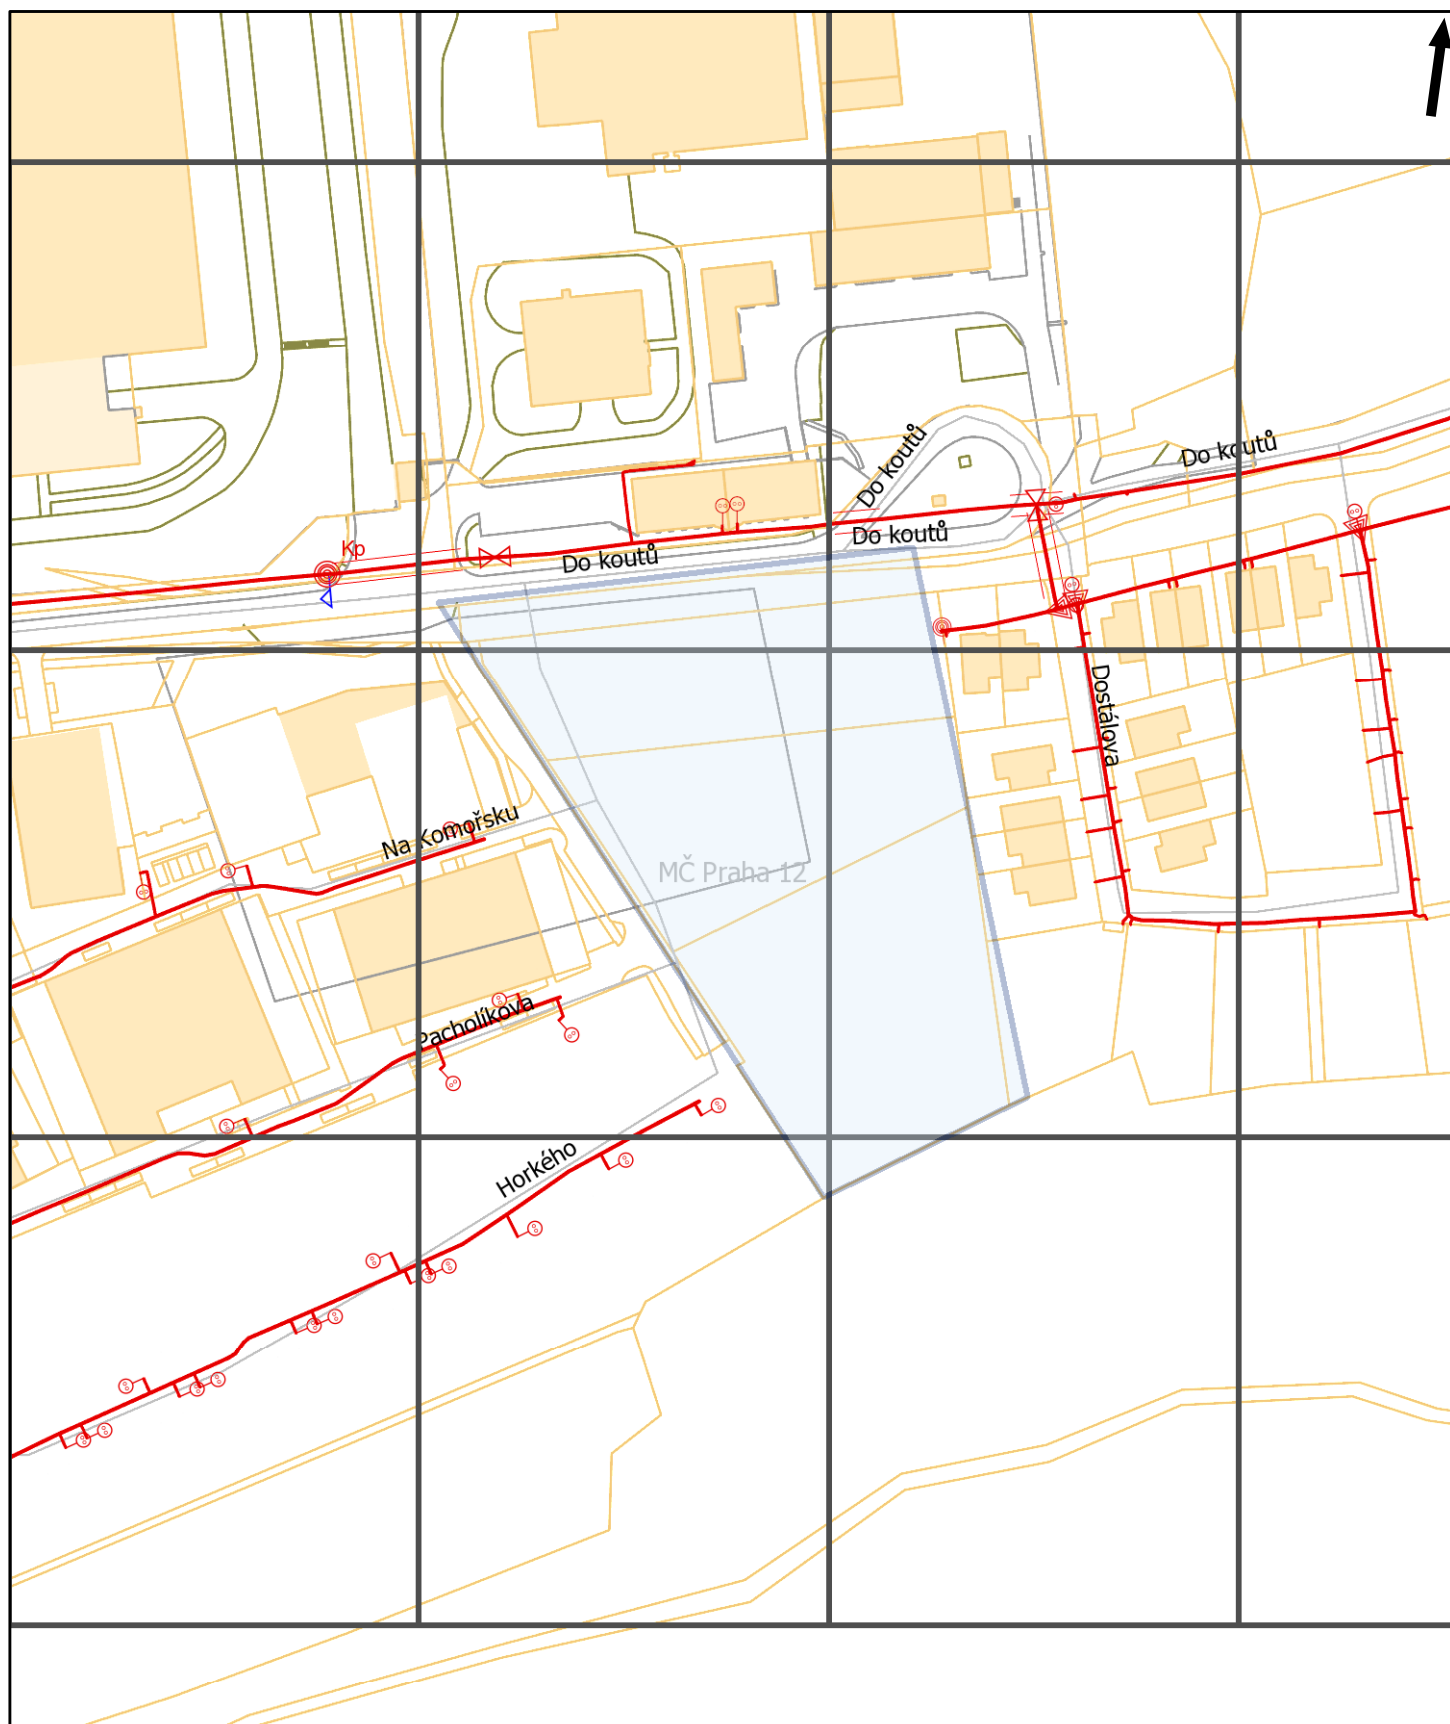 Do koutů
Do koutů
Do koutů
Kp
Do koutů
Dostálova
Na Komořsku
MČ Praha 12
Pacholíkova
Horkého